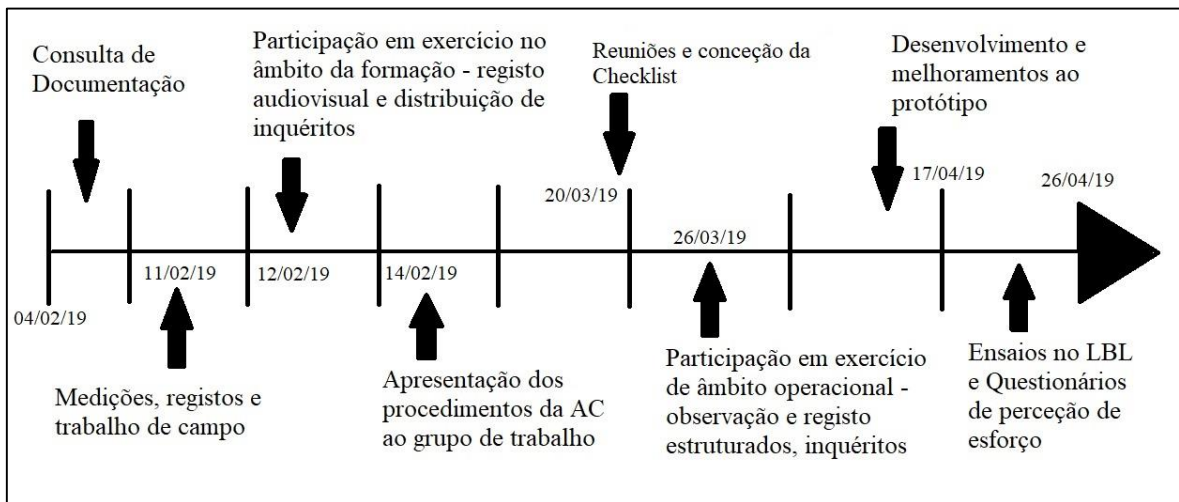 Consulta de
Documentação
Participação em exercício no
âmbito da formação - registo
audiovisual e distribuição de
inquéritos
Reuniões e conceção da
Checklist
Desenvolvimento e
melhoramentos ao
protótipo
04/02/19
11/02/19
12/02/19
14/02/19
20/03/19
26/03/19
17/04/19
26/04/19
Medições, registos e
trabalho de campo
Apresentação dos
procedimentos da AC
ao grupo de trabalho
Participação em exercício
de âmbito operacional -
observação e registo
estruturados, inquéritos
Ensaios no LBL
e Questionários
de perceção de
esforço